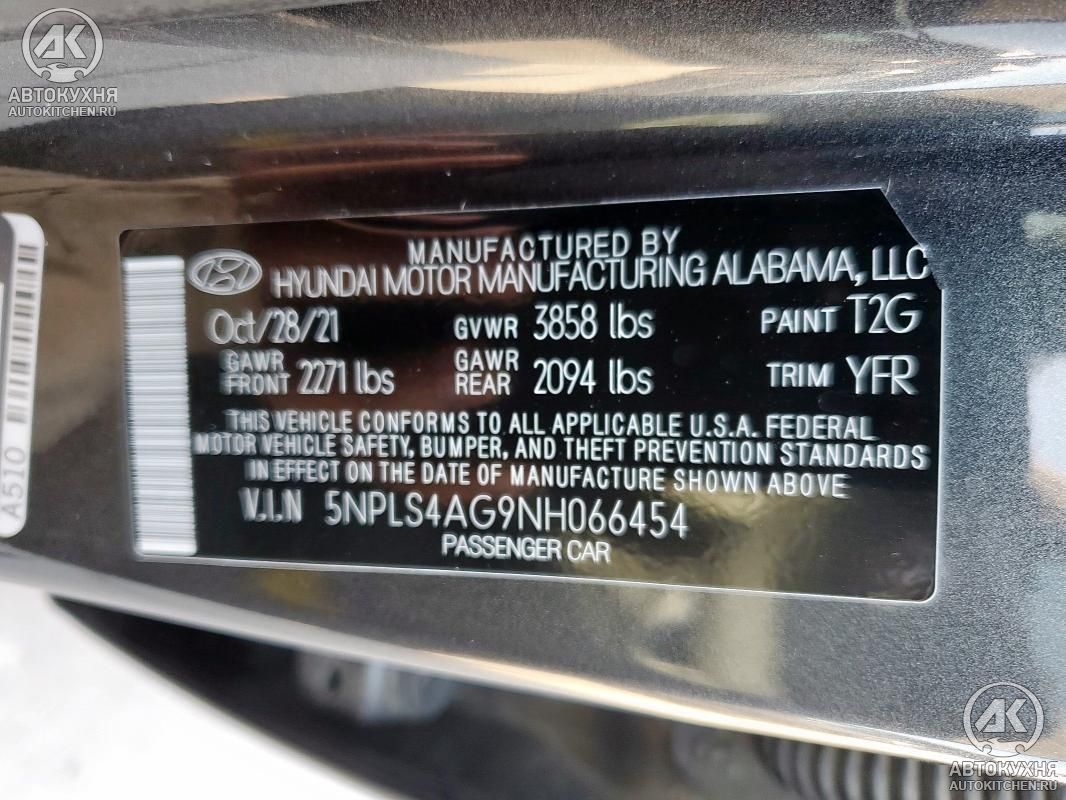 AK
АВТОКУХНЯ
AUTOKITCHEN.RU
MANUFACTURED BY
HYUNDAI MOTOR MANUFACTURING ALABAMA, LLC
Oct/28/21 GVWR 3858 lbs PAINT T2G
GAWR FRONT 2271 lbs GAWR REAR 2094 lbs TRIM YFR
THIS VEHICLE CONFORMS TO ALL APPLICABLE U.S.A. FEDERAL
MOTOR VEHICLE SAFETY, BUMPER, AND THEFT PREVENTION STANDARDS
IN EFFECT ON THE DATE OF MANUFACTURE SHOWN ABOVE
V.I.N 5NPLS4AG9NH066454
PASSENGER CAR
A510
AK
АВТОКУХНЯ
AUTOKITCHEN.RU